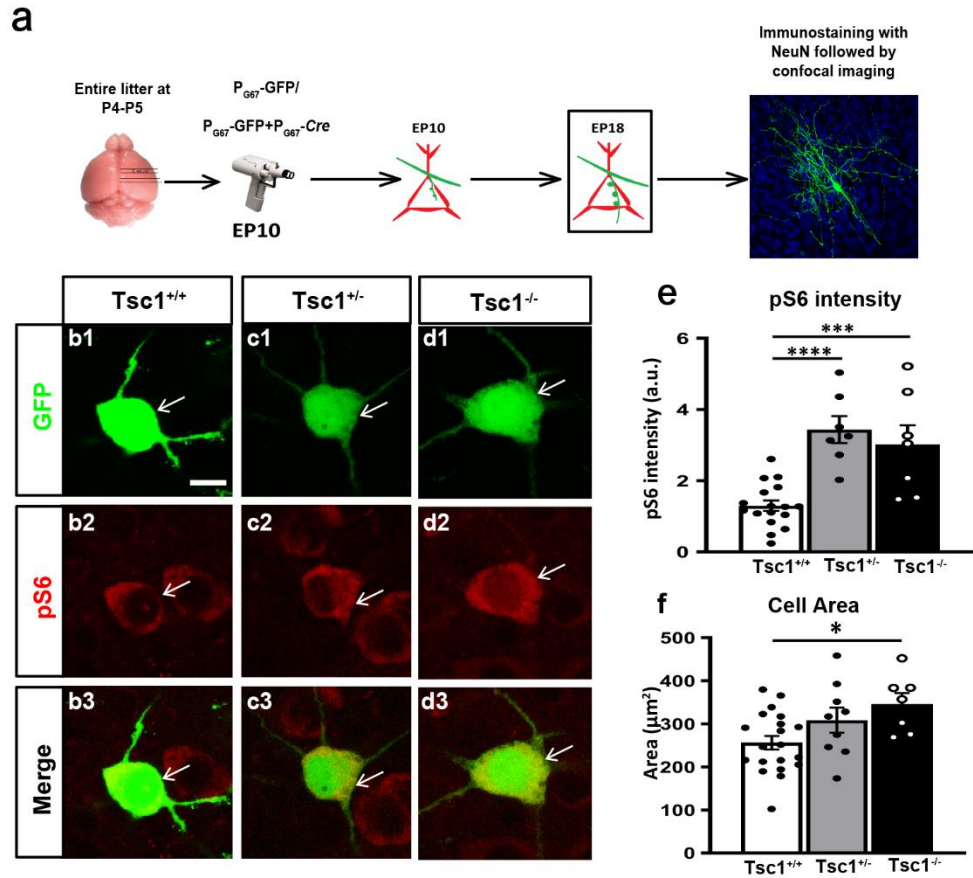 a
Entire litter at
P4-P5
P_G67-GFP/
P_G67-GFP+P_G67-Cre
EP10
EP10
EP18
Immunostaining with
NeuN followed by
confocal imaging
Tsc1+/+
Tsc1+/-
Tsc1-/-
GFP
b1
c1
d1
pS6
b2
c2
d2
Merge
b3
c3
d3
e
pS6 intensity
***
****
pS6 intensity (a.u.)
6
4
2
0
Tsc1+/+
Tsc1+/-
Tsc1-/-
f
Cell Area
*
Area (μm²)
500
400
300
200
100
0
Tsc1+/+
Tsc1+/-
Tsc1-/-